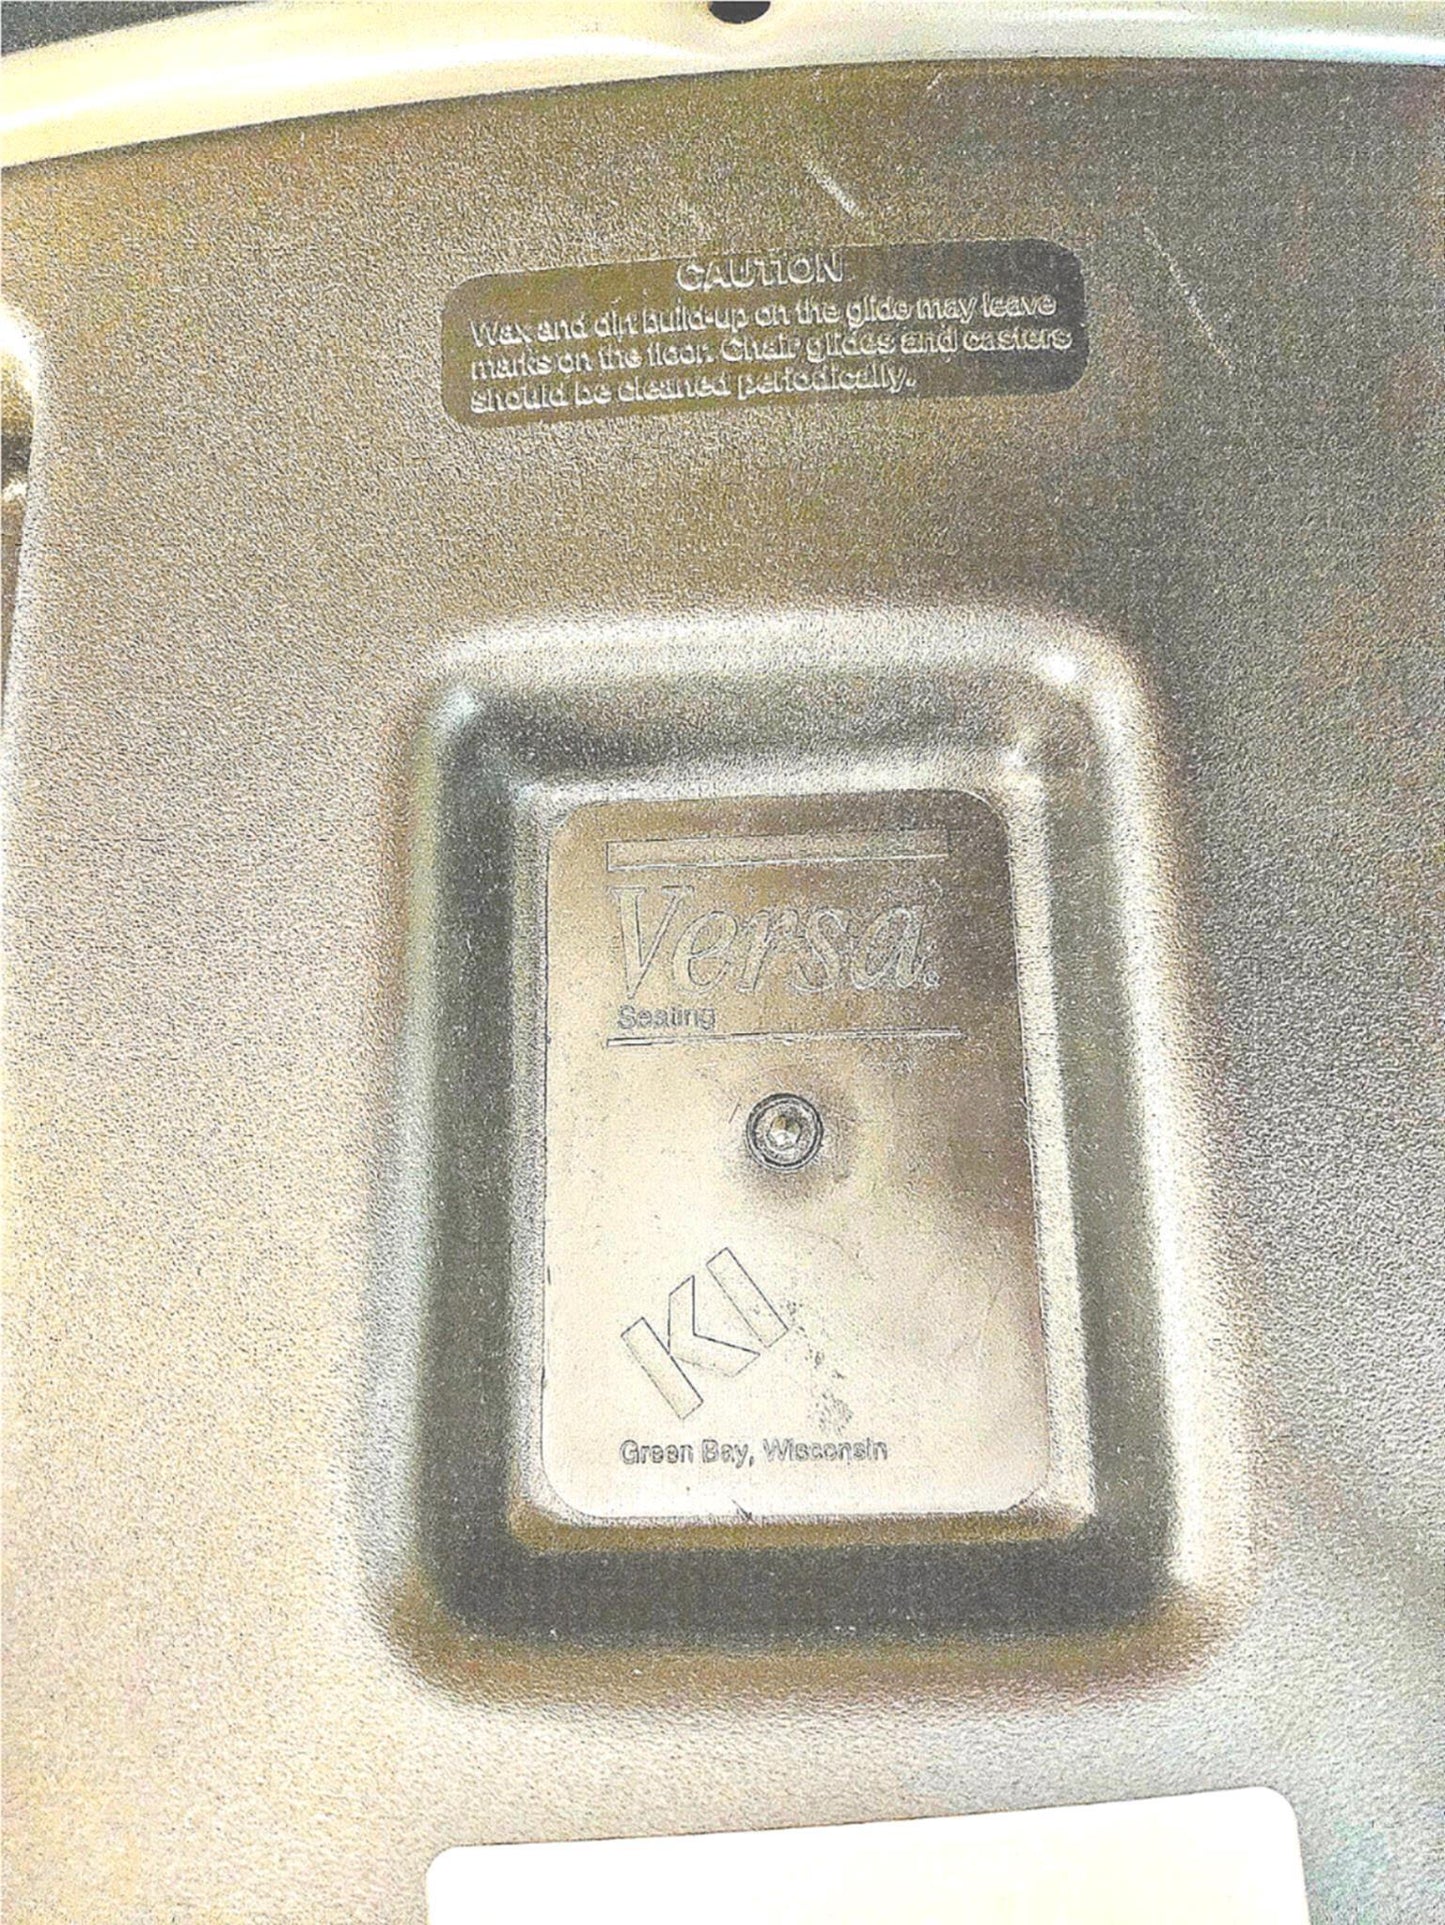 CAUTION
Wax and dirt build-up on the glide may leave
marks on the floor. Chair glides and casters
should be cleaned periodically.
Versa.
Seating
KI
Green Bay, Wisconsin